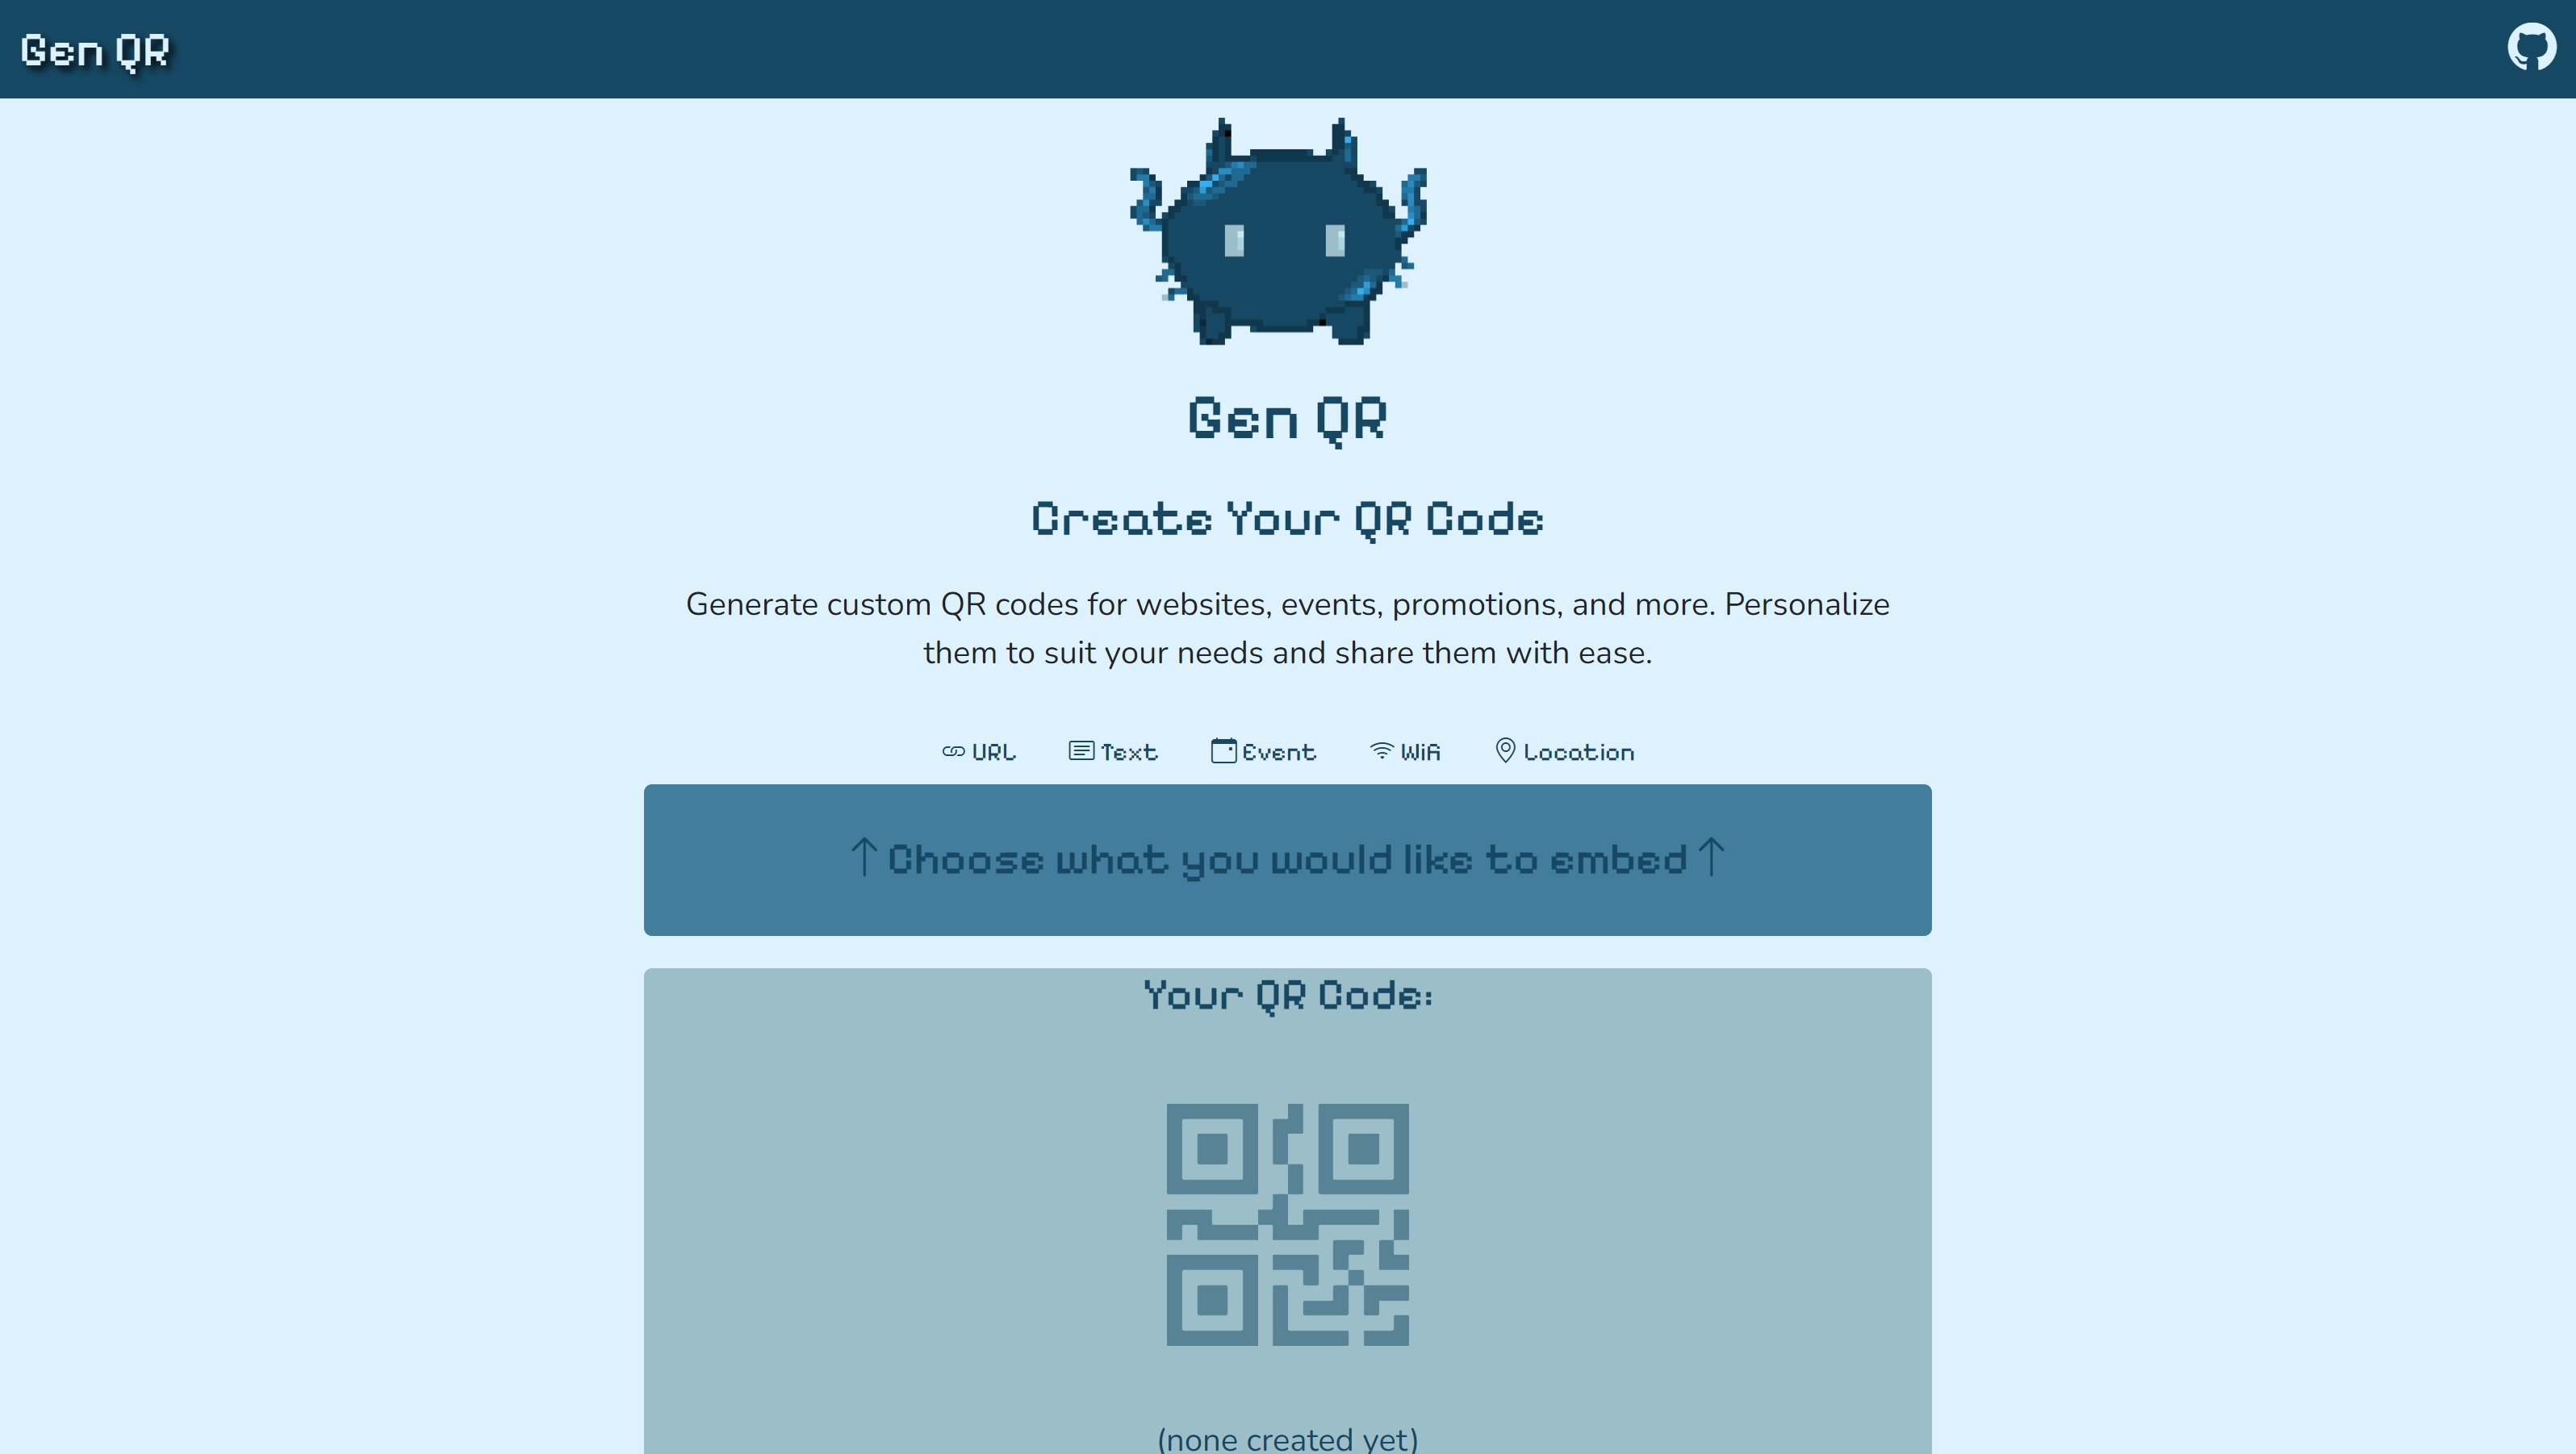 Gen QR
Gen QR
Create Your QR Code
Generate custom QR codes for websites, events, promotions, and more. Personalize
them to suit your needs and share them with ease.
URL Text Event Wifi Location
↑ Choose what you would like to embed ↑
Your QR Code:
(none created yet)